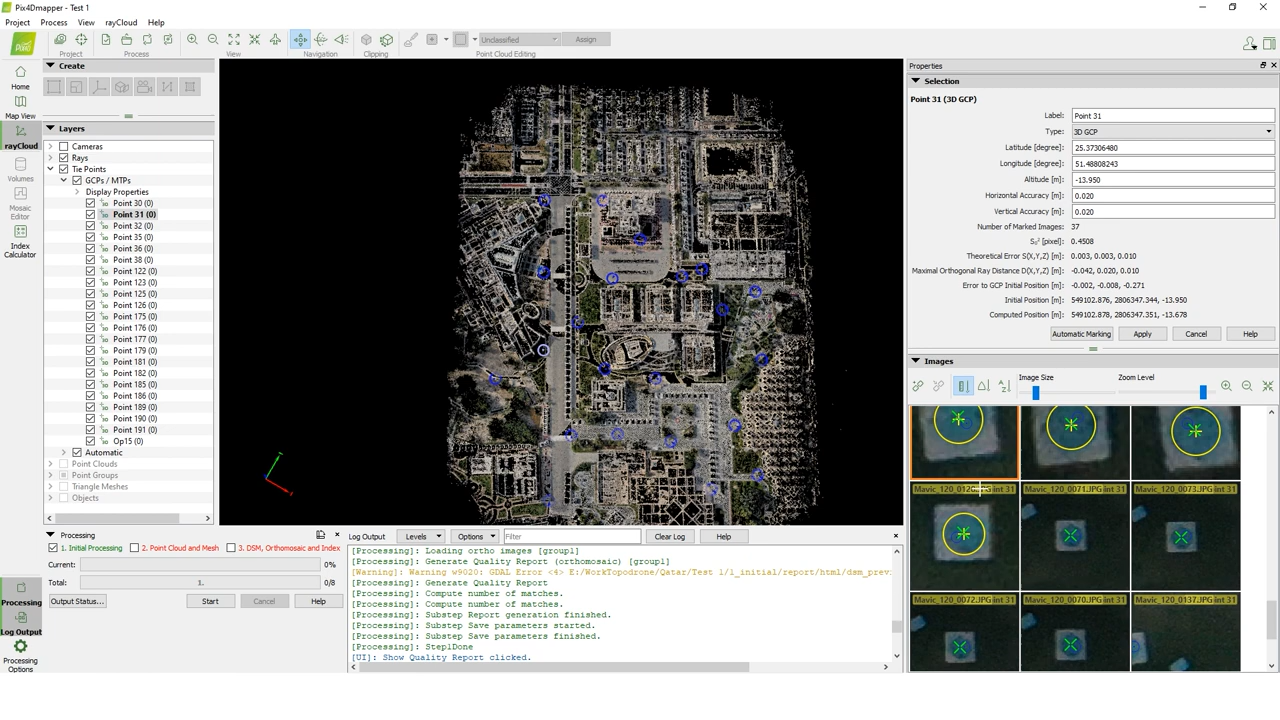 Pix4Dmapper - Test 1
Project Process View rayCloud Help
Project
Process
View
Navigation
Clipping
Unclassified
Assign
Point Cloud Editing
Home
Map View
rayCloud
Volumes
Mosaic Editor
Index Calculator
Processing
Log Output
Processing Options
Create
Layers
Cameras
Rays
Tie Points
GCPs / MTPs
Display Properties
Point 30 (0)
Point 31 (0)
Point 32 (0)
Point 35 (0)
Point 36 (0)
Point 38 (0)
Point 122 (0)
Point 123 (0)
Point 125 (0)
Point 126 (0)
Point 175 (0)
Point 176 (0)
Point 177 (0)
Point 179 (0)
Point 181 (0)
Point 182 (0)
Point 185 (0)
Point 186 (0)
Point 189 (0)
Point 190 (0)
Point 191 (0)
Op15 (0)
Automatic
Point Clouds
Point Groups
Triangle Meshes
Objects
Processing
1. Initial Processing 2. Point Cloud and Mesh 3. DSM, Orthomosaic and Index
Current: 0%
Total: 1. 0/8
Output Status... Start Cancel Help
Log Output Levels Options Filter Clear Log Help
[Processing]: Loading ortho images [group1]
[Processing]: Generate Quality Report (orthomosaic) [group1]
[Warning]: Warning w9020: GDAL Error <4> E:/WorkTopodrone/Qatar/Test 1/1_initial/report/html/dsm_previ
[Processing]: Generate Quality Report
[Processing]: Compute number of matches.
[Processing]: Compute number of matches.
[Processing]: Substep Report generation finished.
[Processing]: Substep Save parameters started.
[Processing]: Substep Save parameters finished.
[Processing]: Step1Done
[UI]: Show Quality Report clicked.
Properties
Selection
Point 31 (3D GCP)
Label: Point 31
Type: 3D GCP
Latitude [degree]: 25.37306480
Longitude [degree]: 51.48808243
Altitude [m]: -13.950
Horizontal Accuracy [m]: 0.020
Vertical Accuracy [m]: 0.020
Number of Marked Images: 37
S₀² [pixel]: 0.4508
Theoretical Error S(X,Y,Z) [m]: 0.003, 0.003, 0.010
Maximal Orthogonal Ray Distance D(X,Y,Z) [m]: -0.042, 0.020, 0.010
Error to GCP Initial Position [m]: -0.002, -0.008, -0.271
Initial Position [m]: 549102.876, 2806347.344, -13.950
Computed Position [m]: 549102.878, 2806347.351, -13.678
Automatic Marking Apply Cancel Help
Images
Image Size Zoom Level
Mavic_120_0071.JPG int 31 Mavic_120_0073.JPG int 31
Mavic_120_0072.JPG int 31 Mavic_120_0070.JPG int 31 Mavic_120_0137.JPG int 31